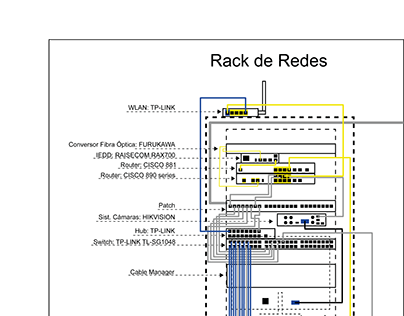 Rack de Redes
WLAN: TP-LINK
Conversor Fibra Óptica: FURUKAWA
IEDD: RAISECOM RAX700
Router: CISCO 881
Router: CISCO 890 series
Patch
Sist. Câmaras: HIKVISION
Hub: TP-LINK
Switch: TP-LINK TL-SG1048
Cable Manager